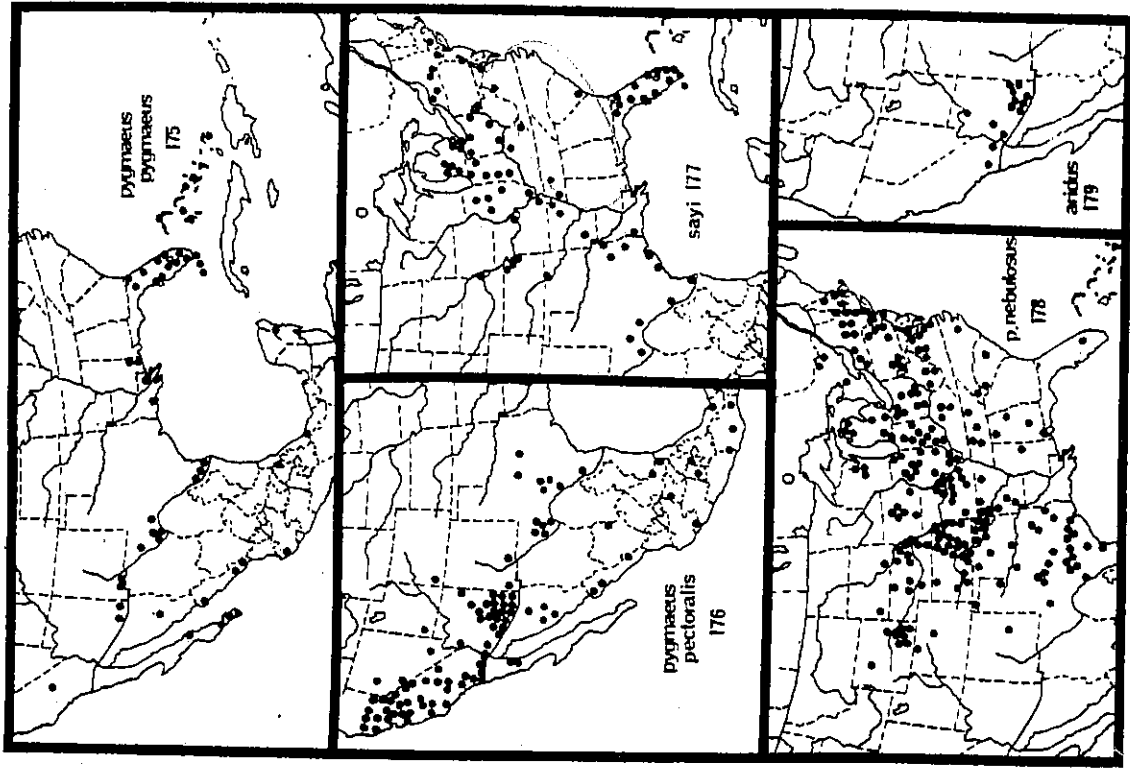 pygmaeus
pygmaeus
175
pygmaeus
pectoralis
176
sayi 177
p. nebulosus
178
aridus
179